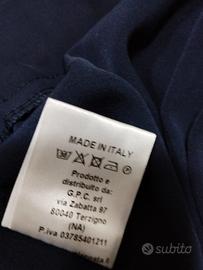 MADE IN ITALY
Prodotto e
distribuito da:
G.P.C. srl
via Zabatta 97
80040 Terzigno
(NA)
P.iva 03785401211
subito